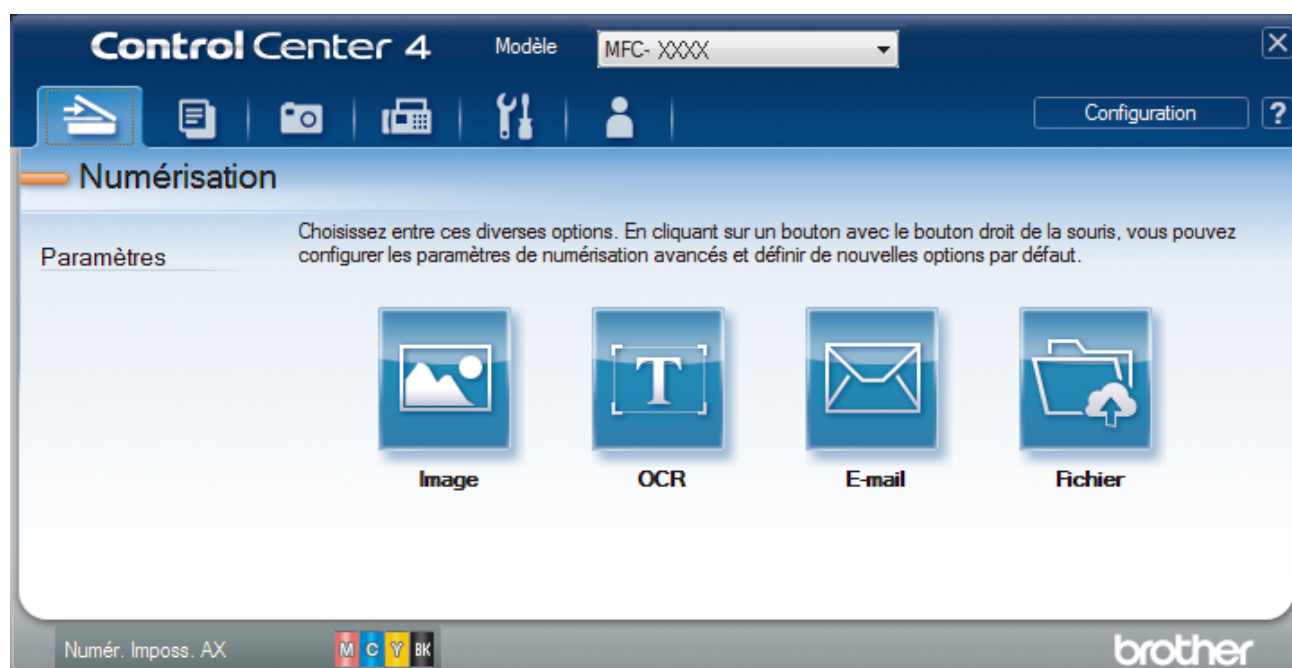 Control Center 4
Modèle
MFC- XXXX
Configuration
?
Numérisation
Choisissez entre ces diverses options. En cliquant sur un bouton avec le bouton droit de la souris, vous pouvez
configurer les paramètres de numérisation avancés et définir de nouvelles options par défaut.
Paramètres
T
Image
OCR
E-mail
Fichier
Numér. Imposs. AX
M C Y BK
brother